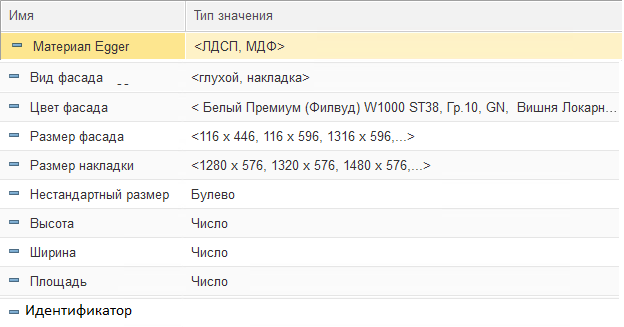 Имя Тип значения
Материал Egger <ЛДСП, МДФ>
Вид фасада <глухой, накладка>
Цвет фасада < Белый Премиум (Филвуд) W1000 ST38, Гр.10, GN, Вишня Локарн...
Размер фасада <116 x 446, 116 x 596, 1316 x 596,...>
Размер накладки <1280 x 576, 1320 x 576, 1480 x 576,...>
Нестандартный размер Булево
Высота Число
Ширина Число
Площадь Число
Идентификатор